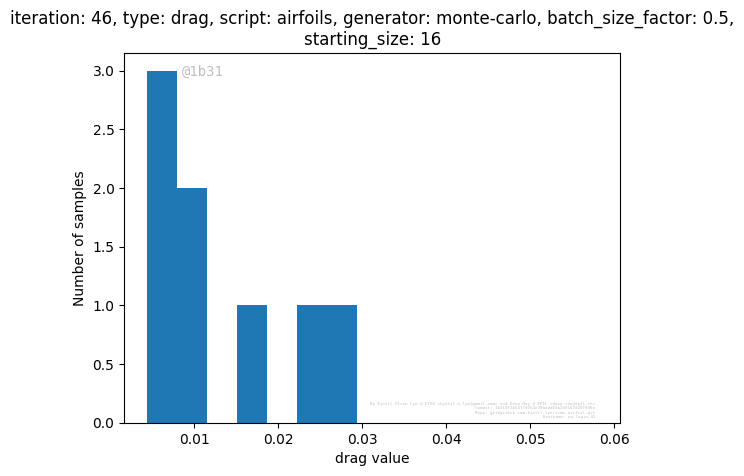 iteration: 46, type: drag, script: airfoils, generator: monte-carlo, batch_size_factor: 0.5,
starting_size: 16
@1b31
3.0
2.5
2.0
1.5
1.0
0.5
0.0
Number of samples
0.01
0.02
0.03
0.04
0.05
0.06
drag value